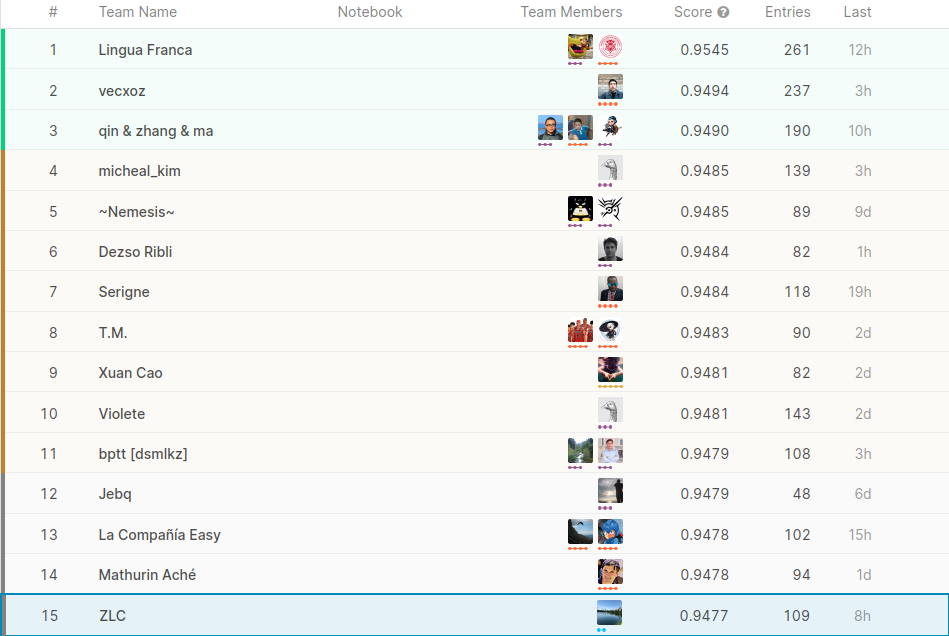 # Team Name Notebook Team Members Score ? Entries Last
1 Lingua Franca 0.9545 261 12h
2 vecxoz 0.9494 237 3h
3 qin & zhang & ma 0.9490 190 10h
4 micheal_kim 0.9485 139 3h
5 ~Nemesis~ 0.9485 89 9d
6 Dezso Ribli 0.9484 82 1h
7 Serigne 0.9484 118 19h
8 T.M. 0.9483 90 2d
9 Xuan Cao 0.9481 82 2d
10 Violete 0.9481 143 2d
11 bptt [dsmlkz] 0.9479 108 3h
12 Jebq 0.9479 48 6d
13 La Compañía Easy 0.9478 102 15h
14 Mathurin Aché 0.9478 94 1d
15 ZLC 0.9477 109 8h